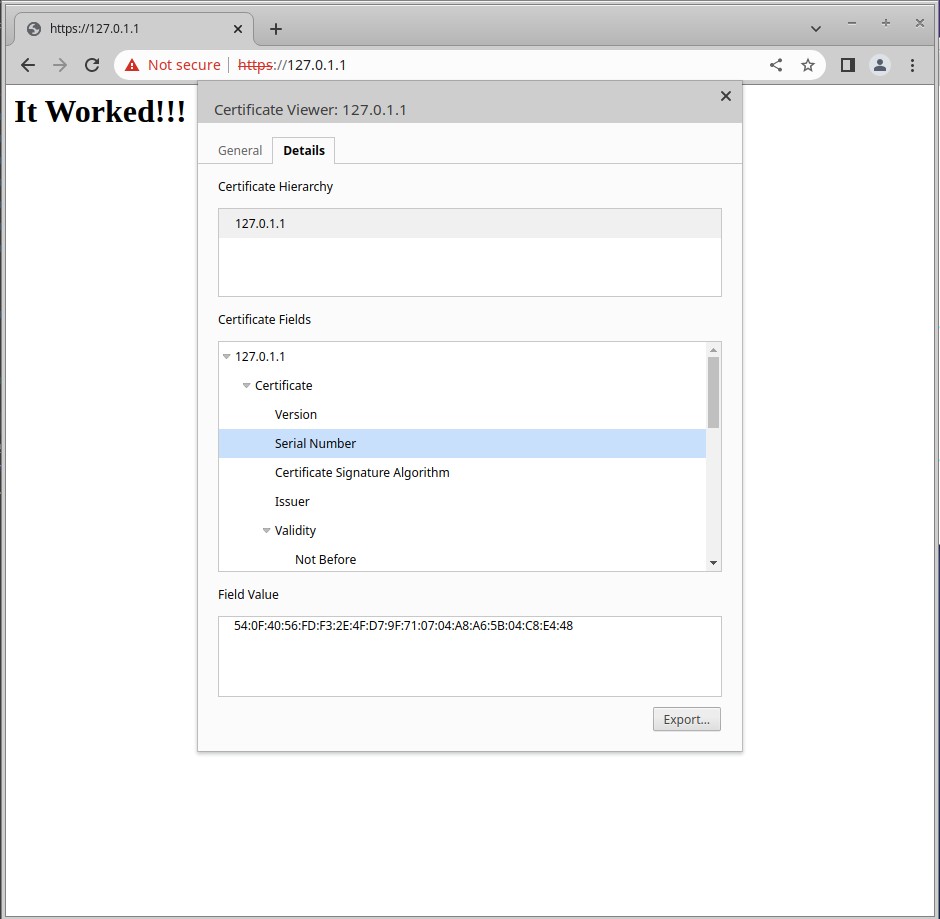 https://127.0.1.1
Not secure https://127.0.1.1
It Worked!!!
Certificate Viewer: 127.0.1.1
General Details
Certificate Hierarchy
127.0.1.1
Certificate Fields
127.0.1.1
Certificate
Version
Serial Number
Certificate Signature Algorithm
Issuer
Validity
Not Before
Field Value
54:0F:40:56:FD:F3:2E:4F:D7:9F:71:07:04:A8:A6:5B:04:C8:E4:48
Export...